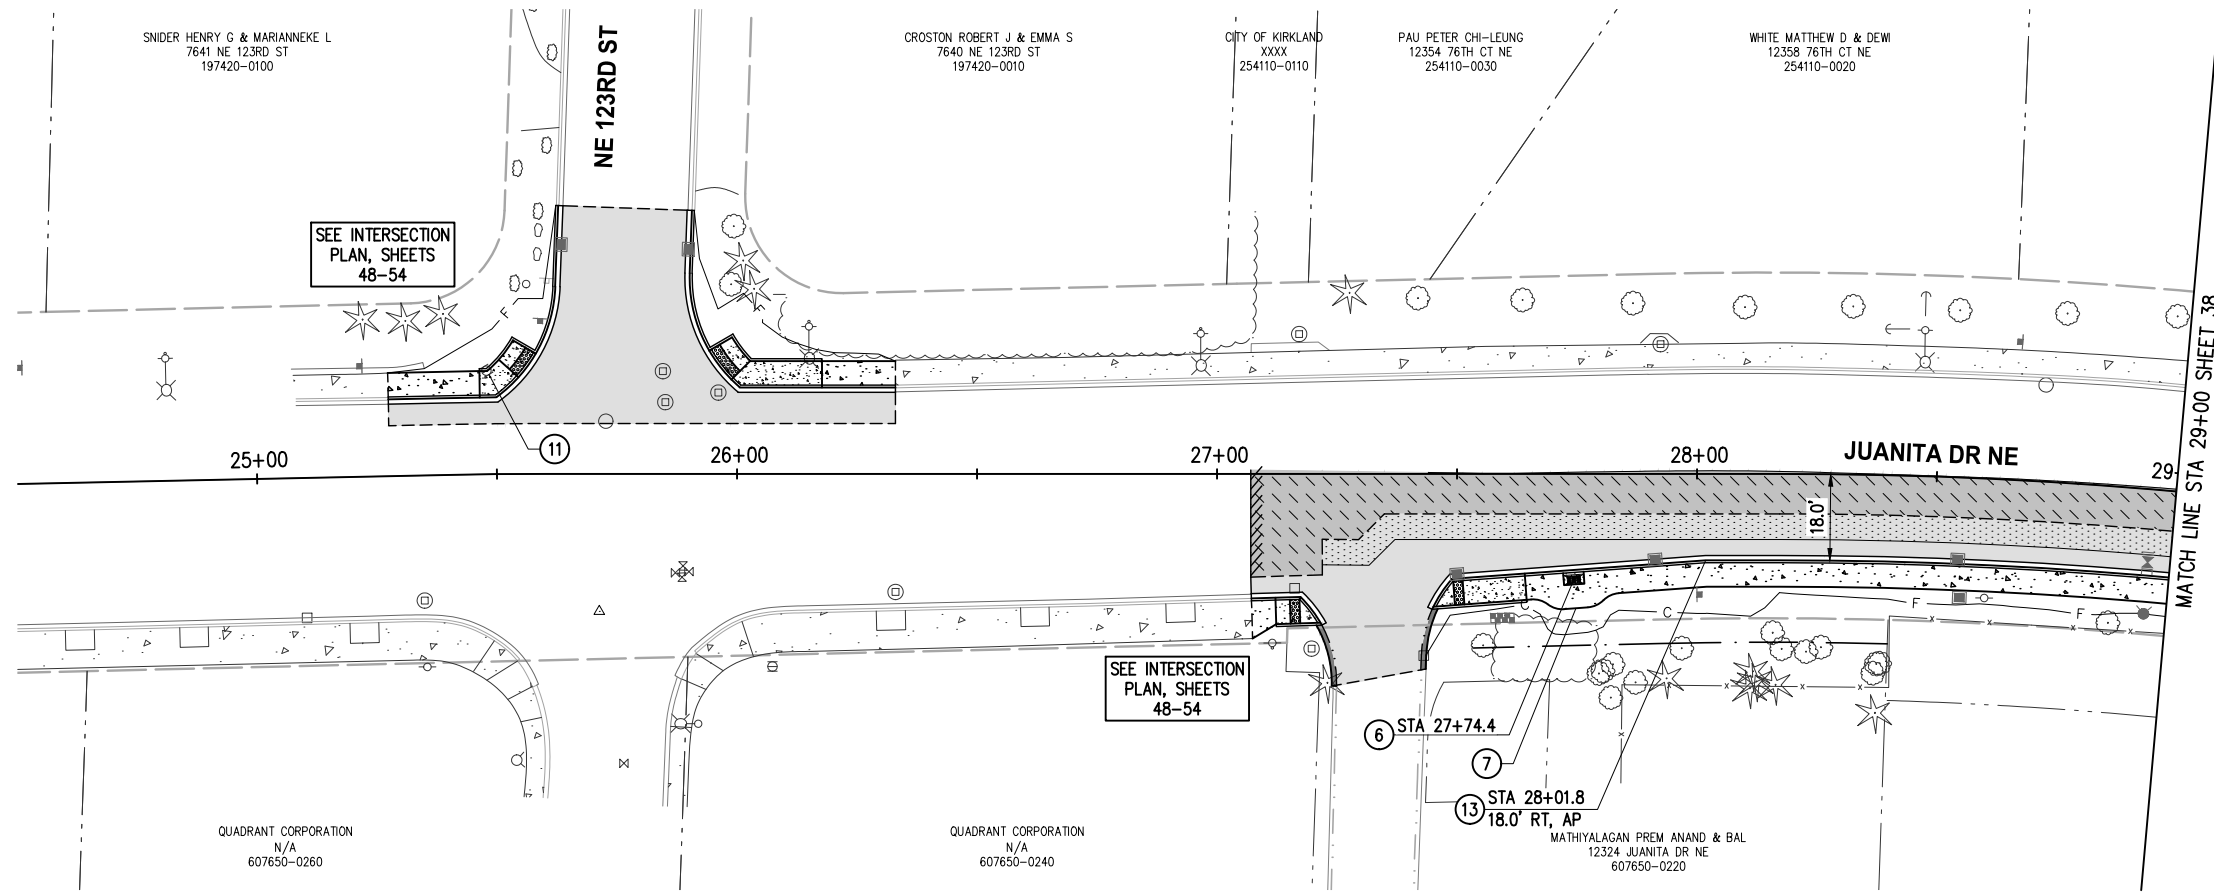 SNIDER HENRY G & MARIANNEKE L
7641 NE 123RD ST
197420-0100
NE 123RD ST
CROSTON ROBERT J & EMMA S
7640 NE 123RD ST
197420-0010
CITY OF KIRKLAND
XXXX
254110-0110
PAU PETER CHI-LEUNG
12354 76TH CT NE
254110-0030
WHITE MATTHEW D & DEWI
12358 76TH CT NE
254110-0020
SEE INTERSECTION
PLAN, SHEETS
48-54
F
F
11
25+00
26+00
27+00
28+00
JUANITA DR NE
29
MATCH LINE STA 29+00 SHEET 38
18.0'
C
C
F
F
x
x
x
x
x
x
x
SEE INTERSECTION
PLAN, SHEETS
48-54
6 STA 27+74.4
7
13 STA 28+01.8
18.0' RT, AP
QUADRANT CORPORATION
N/A
607650-0260
QUADRANT CORPORATION
N/A
607650-0240
MATHIYALAGAN PREM ANAND & BAL
12324 JUANITA DR NE
607650-0220